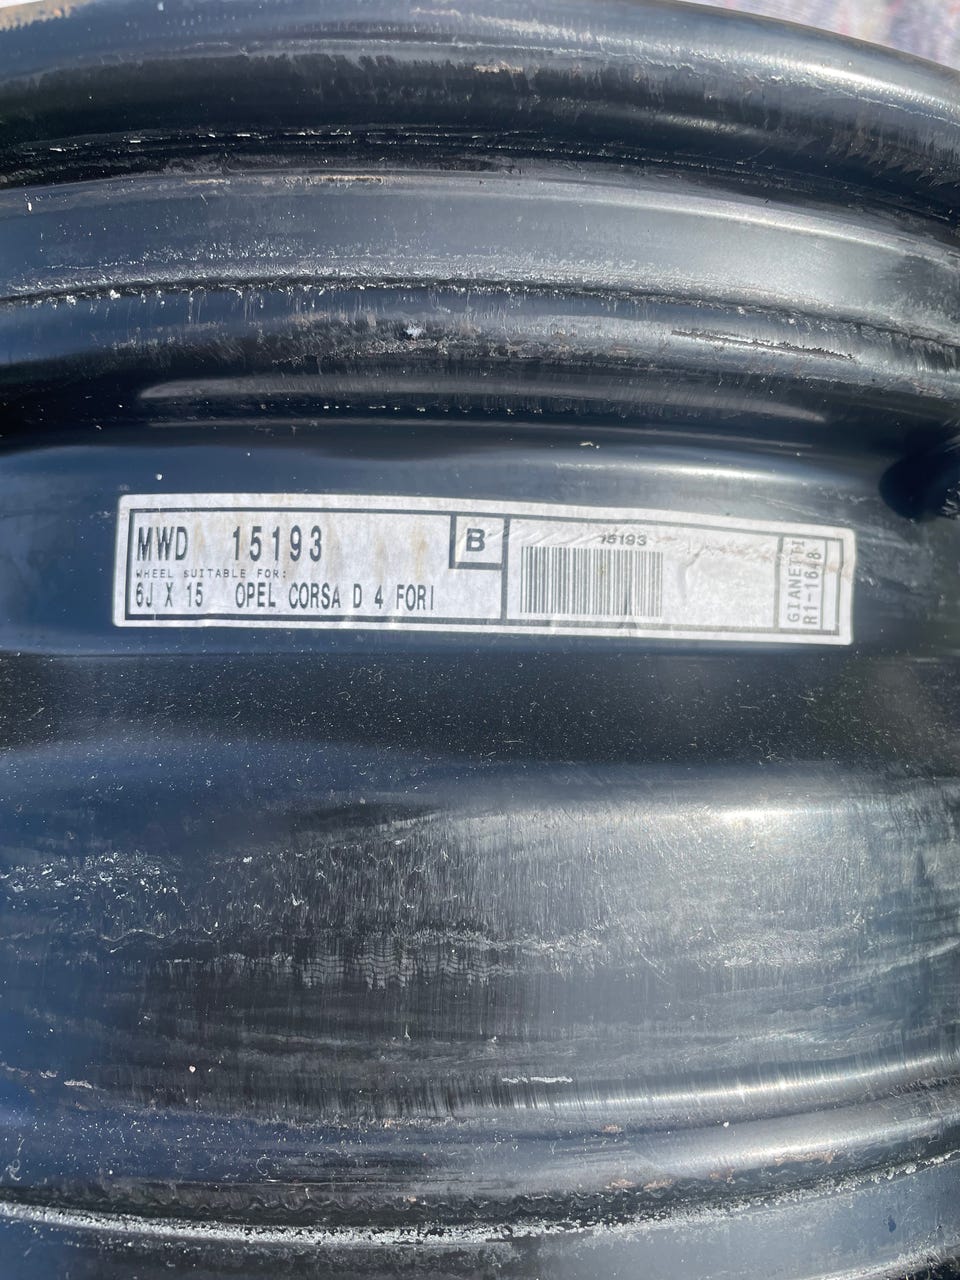 MWD 15193
B
WHEEL SUITABLE FOR:
6J X 15 OPEL CORSA D 4 FORI
15193
GIANETTI
R1-1648